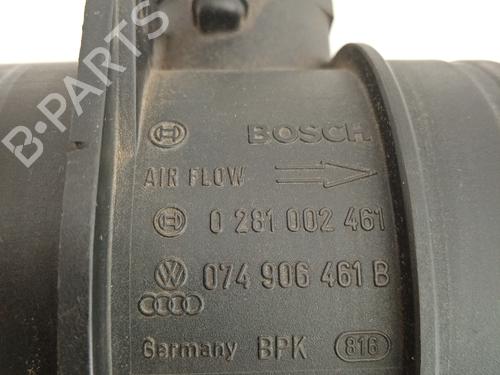 B-PARTS
BOSCH
AIR FLOW
0 281 002 461
074 906 461 B
Germany BPK 816